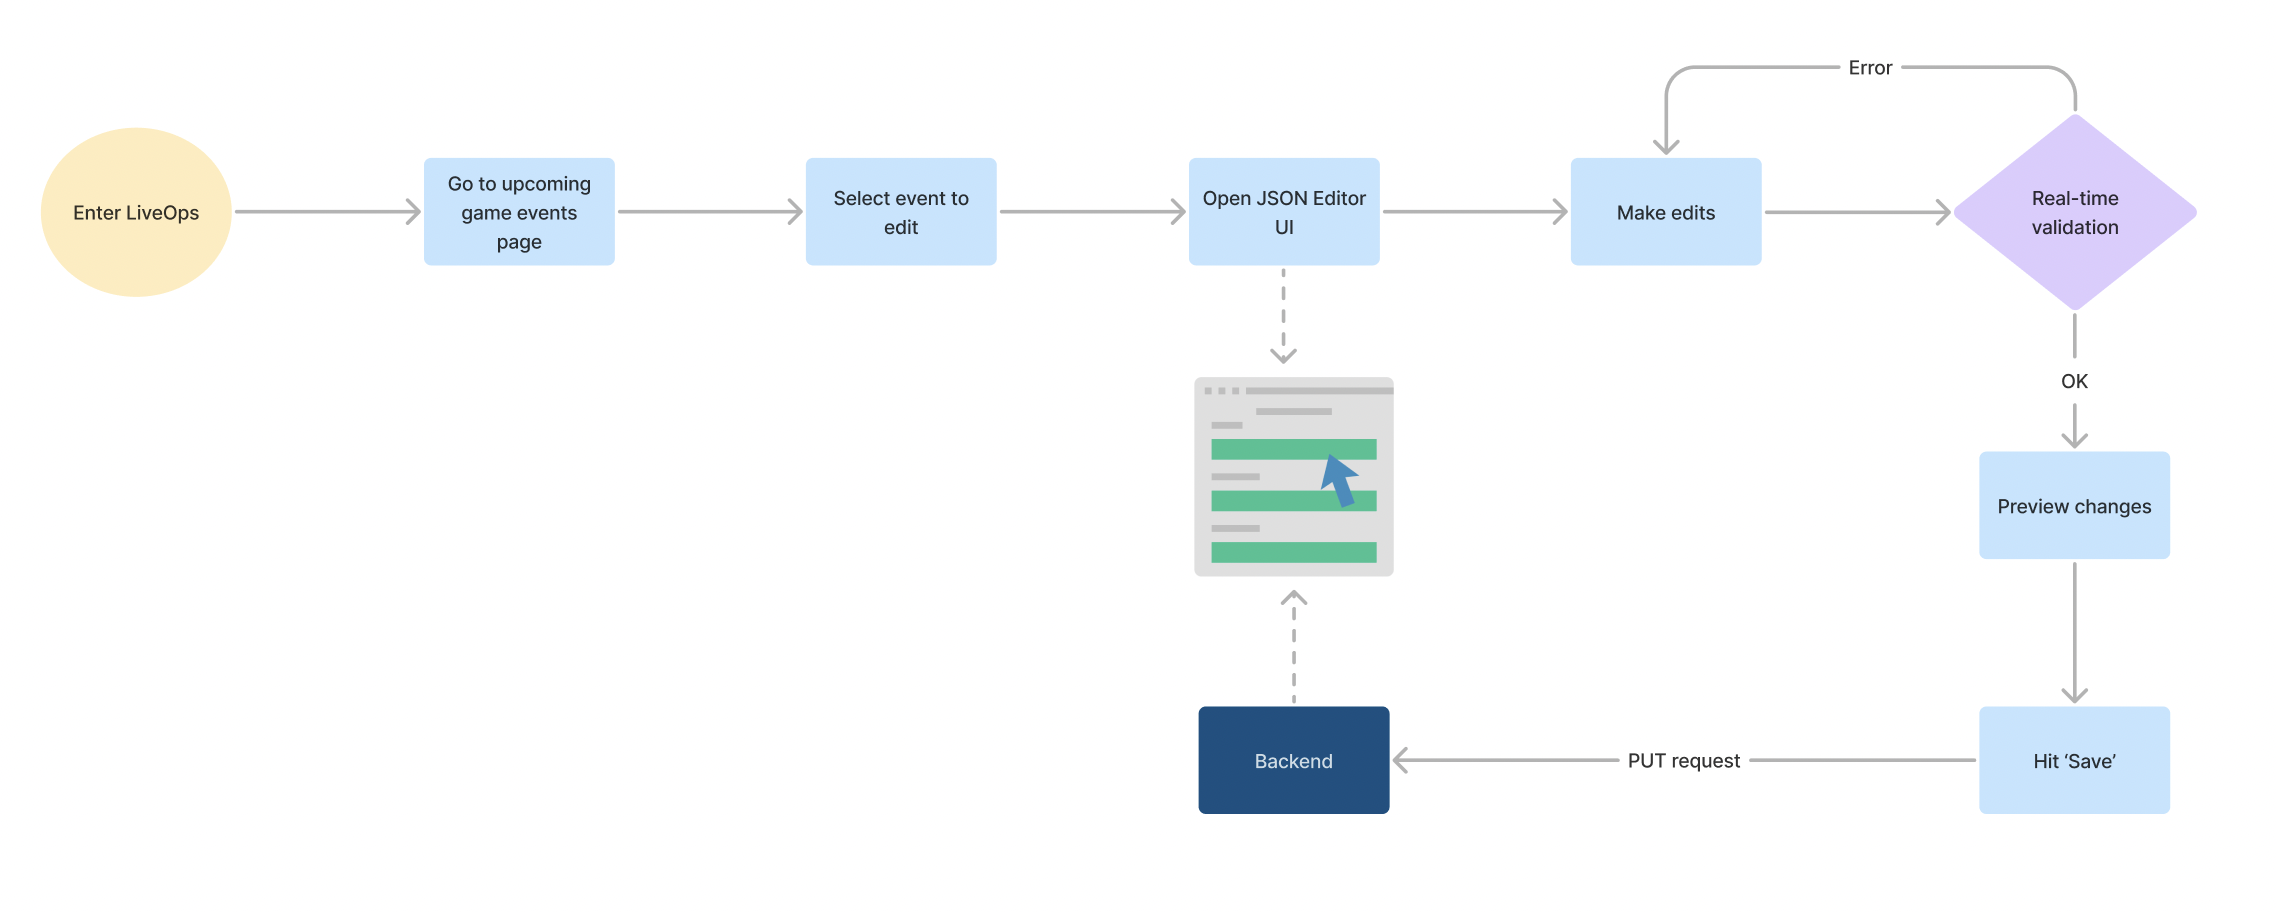 Error
Enter LiveOps
Go to upcoming
game events
page
Select event to
edit
Open JSON Editor
UI
Make edits
Real-time
validation
OK
Preview changes
Backend
PUT request
Hit ‘Save’